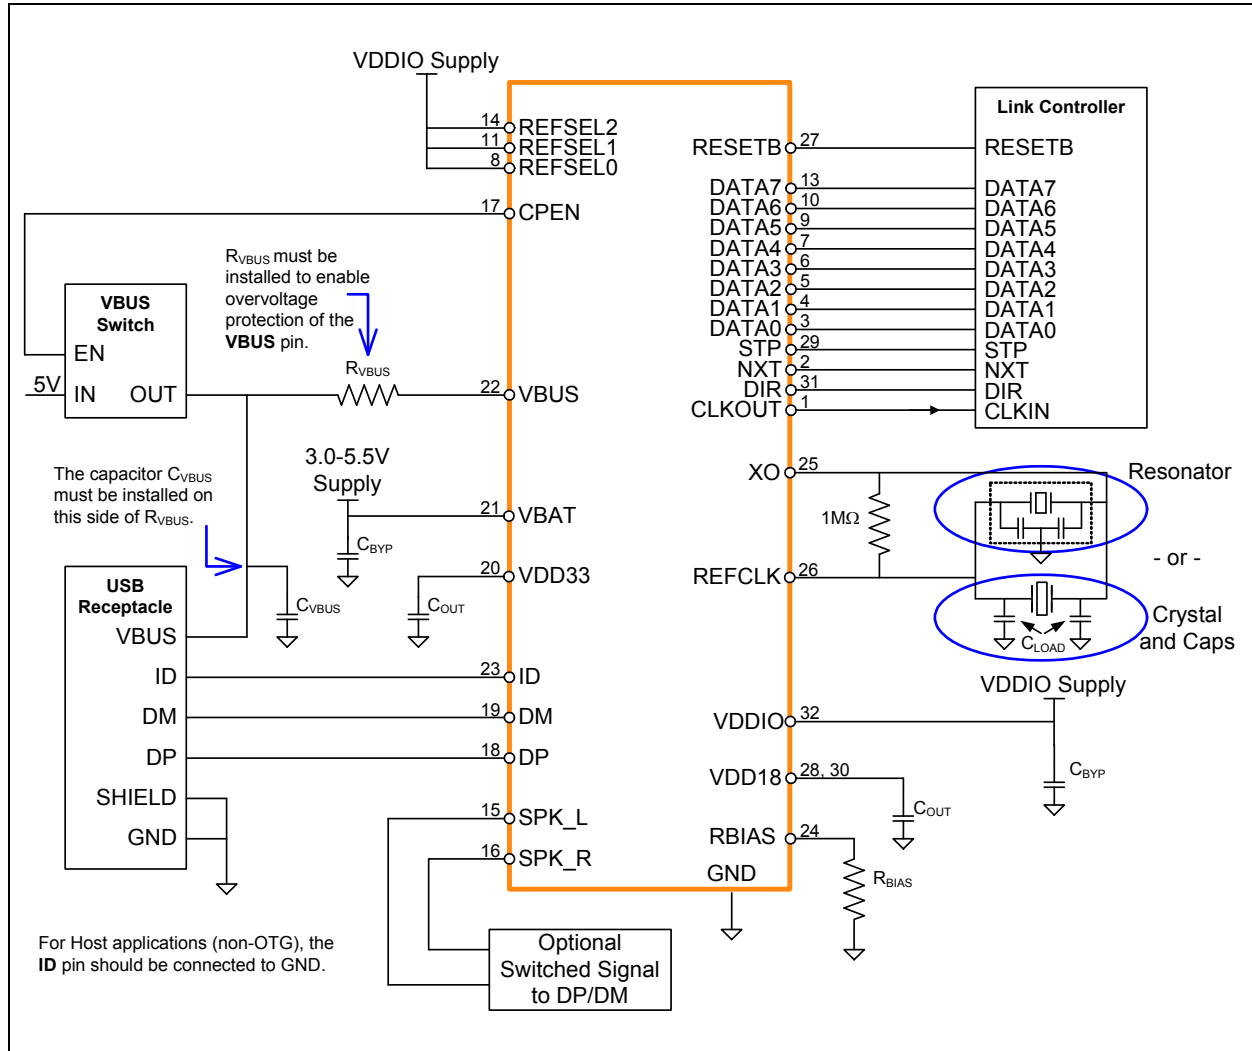 VDDIO Supply
14
REFSEL2
11
REFSEL1
8
REFSEL0
17
CPEN
RVBUS must be
installed to enable
overvoltage
protection of the
VBUS pin.
VBUS
Switch
EN
5V
IN
OUT
RVBUS
22
VBUS
The capacitor CVBUS
must be installed on
this side of RVBUS.
3.0-5.5V
Supply
21
VBAT
CBYP
20
VDD33
COUT
CVBUS
USB
Receptacle
VBUS
ID
23
ID
DM
19
DM
DP
18
DP
SHIELD
GND
15
SPK_L
16
SPK_R
GND
For Host applications (non-OTG), the
ID pin should be connected to GND.
Optional
Switched Signal
to DP/DM
Link Controller
RESETB
27
RESETB
DATA7
13
DATA7
DATA6
10
DATA6
DATA5
9
DATA5
DATA4
7
DATA4
DATA3
6
DATA3
DATA2
5
DATA2
DATA1
4
DATA1
DATA0
3
DATA0
STP
29
STP
NXT
2
NXT
DIR
31
DIR
CLKOUT
1
CLKIN
XO
25
Resonator
1MΩ
- or -
REFCLK
26
CLOAD
Crystal
and Caps
VDDIO Supply
VDDIO
32
CBYP
VDD18
28, 30
COUT
RBIAS
24
RBIAS